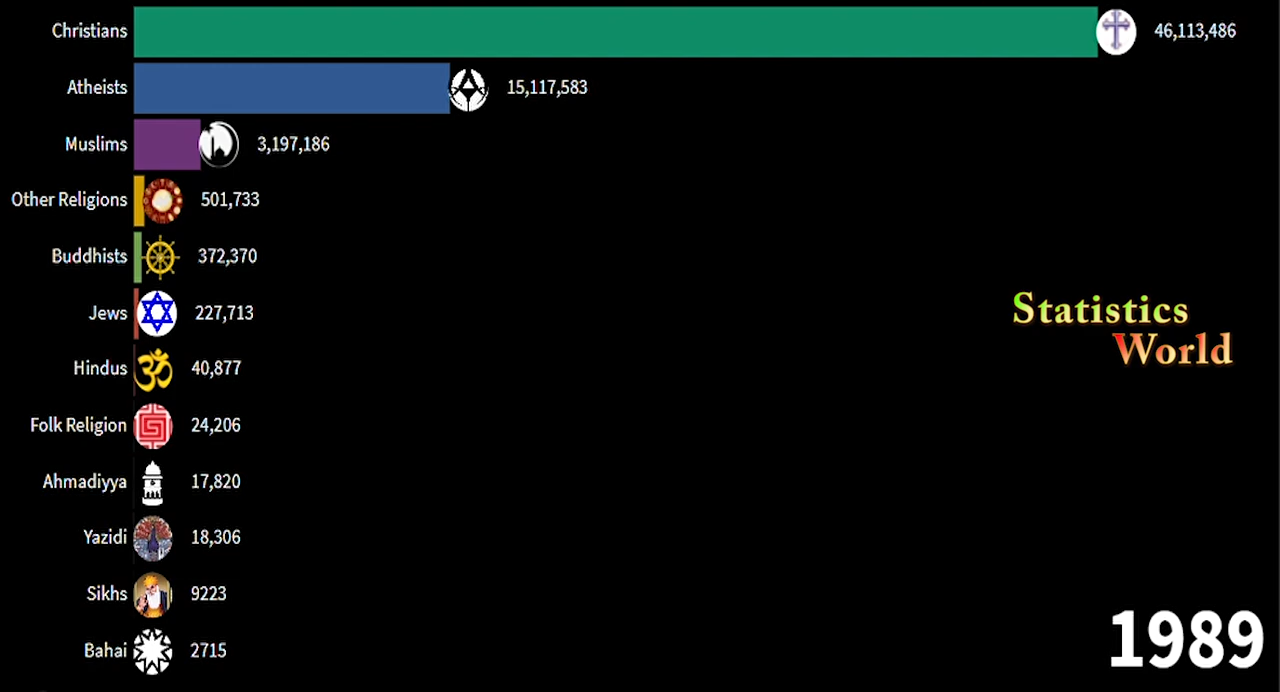 Christians 46,113,486
Atheists 15,117,583
Muslims 3,197,186
Other Religions 501,733
Buddhists 372,370
Jews 227,713
Statistics
World
Hindus 40,877
Folk Religion 24,206
Ahmadiyya 17,820
Yazidi 18,306
Sikhs 9223
Bahai 2715
1989